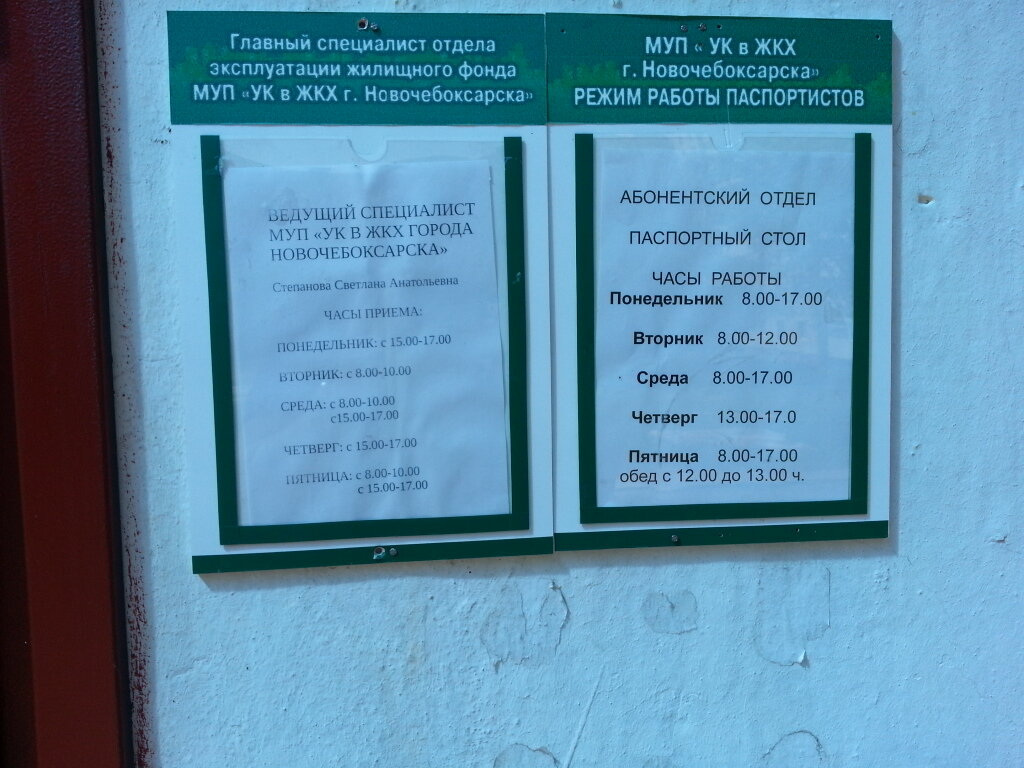 Главный специалист отдела
эксплуатации жилищного фонда
МУП «УК в ЖКХ г. Новочебоксарска»
ВЕДУЩИЙ СПЕЦИАЛИСТ
МУП «УК В ЖКХ ГОРОДА
НОВОЧЕБОКСАРСКА»
Степанова Светлана Анатольевна
ЧАСЫ ПРИЕМА:
ПОНЕДЕЛЬНИК: с 15.00-17.00
ВТОРНИК: с 8.00-10.00
СРЕДА: с 8.00-10.00
с15.00-17.00
ЧЕТВЕРГ: с 15.00-17.00
ПЯТНИЦА: с 8.00-10.00
с 15.00-17.00
МУП « УК в ЖКХ
г. Новочебоксарска»
РЕЖИМ РАБОТЫ ПАСПОРТИСТОВ
АБОНЕНТСКИЙ ОТДЕЛ
ПАСПОРТНЫЙ СТОЛ
ЧАСЫ РАБОТЫ
Понедельник 8.00-17.00
Вторник 8.00-12.00
Среда 8.00-17.00
Четверг 13.00-17.0
Пятница 8.00-17.00
обед с 12.00 до 13.00 ч.